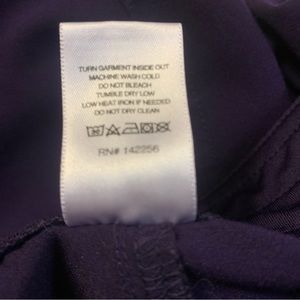 TURN GARMENT INSIDE OUT
MACHINE WASH COLD
DO NOT BLEACH
TUMBLE DRY LOW
LOW HEAT IRON IF NEEDED
DO NOT DRY CLEAN
RN# 142256